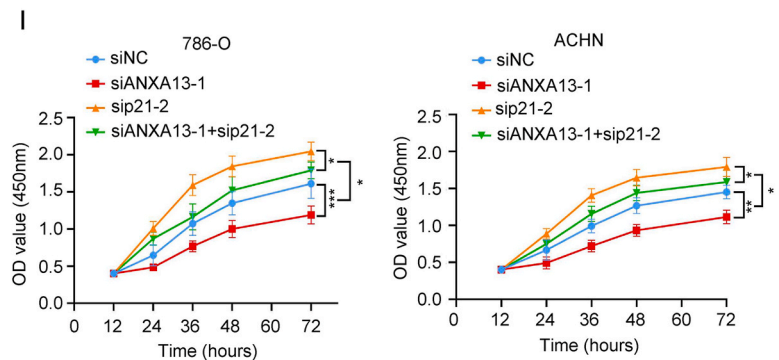 I
786-O
siNC
siANXA13-1
sip21-2
siANXA13-1+sip21-2
OD value (450nm)
2.5
2.0
1.5
1.0
0.5
0.0
0 12 24 36 48 60 72
Time (hours)
*
***
*
ACHN
siNC
siANXA13-1
sip21-2
siANXA13-1+sip21-2
OD value (450nm)
2.5
2.0
1.5
1.0
0.5
0.0
0 12 24 36 48 60 72
Time (hours)
*
**
*